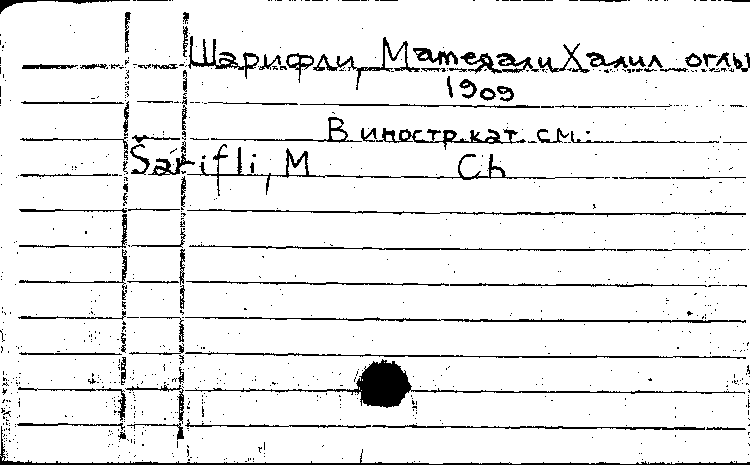 Шарифли, Мамедали Халил оглы
1909
В иностр. кат. см.:
Šarifli, M Ch